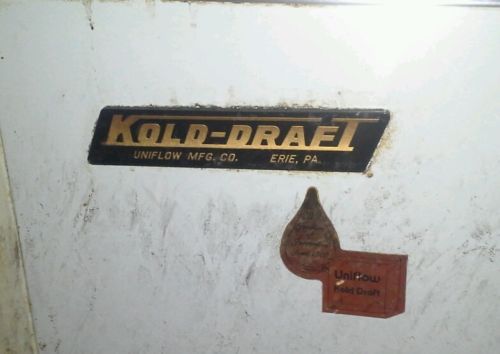 KOLD-DRAFT
UNIFLOW MFG. CO. ERIE, PA.
Uniflow
Kold Draft